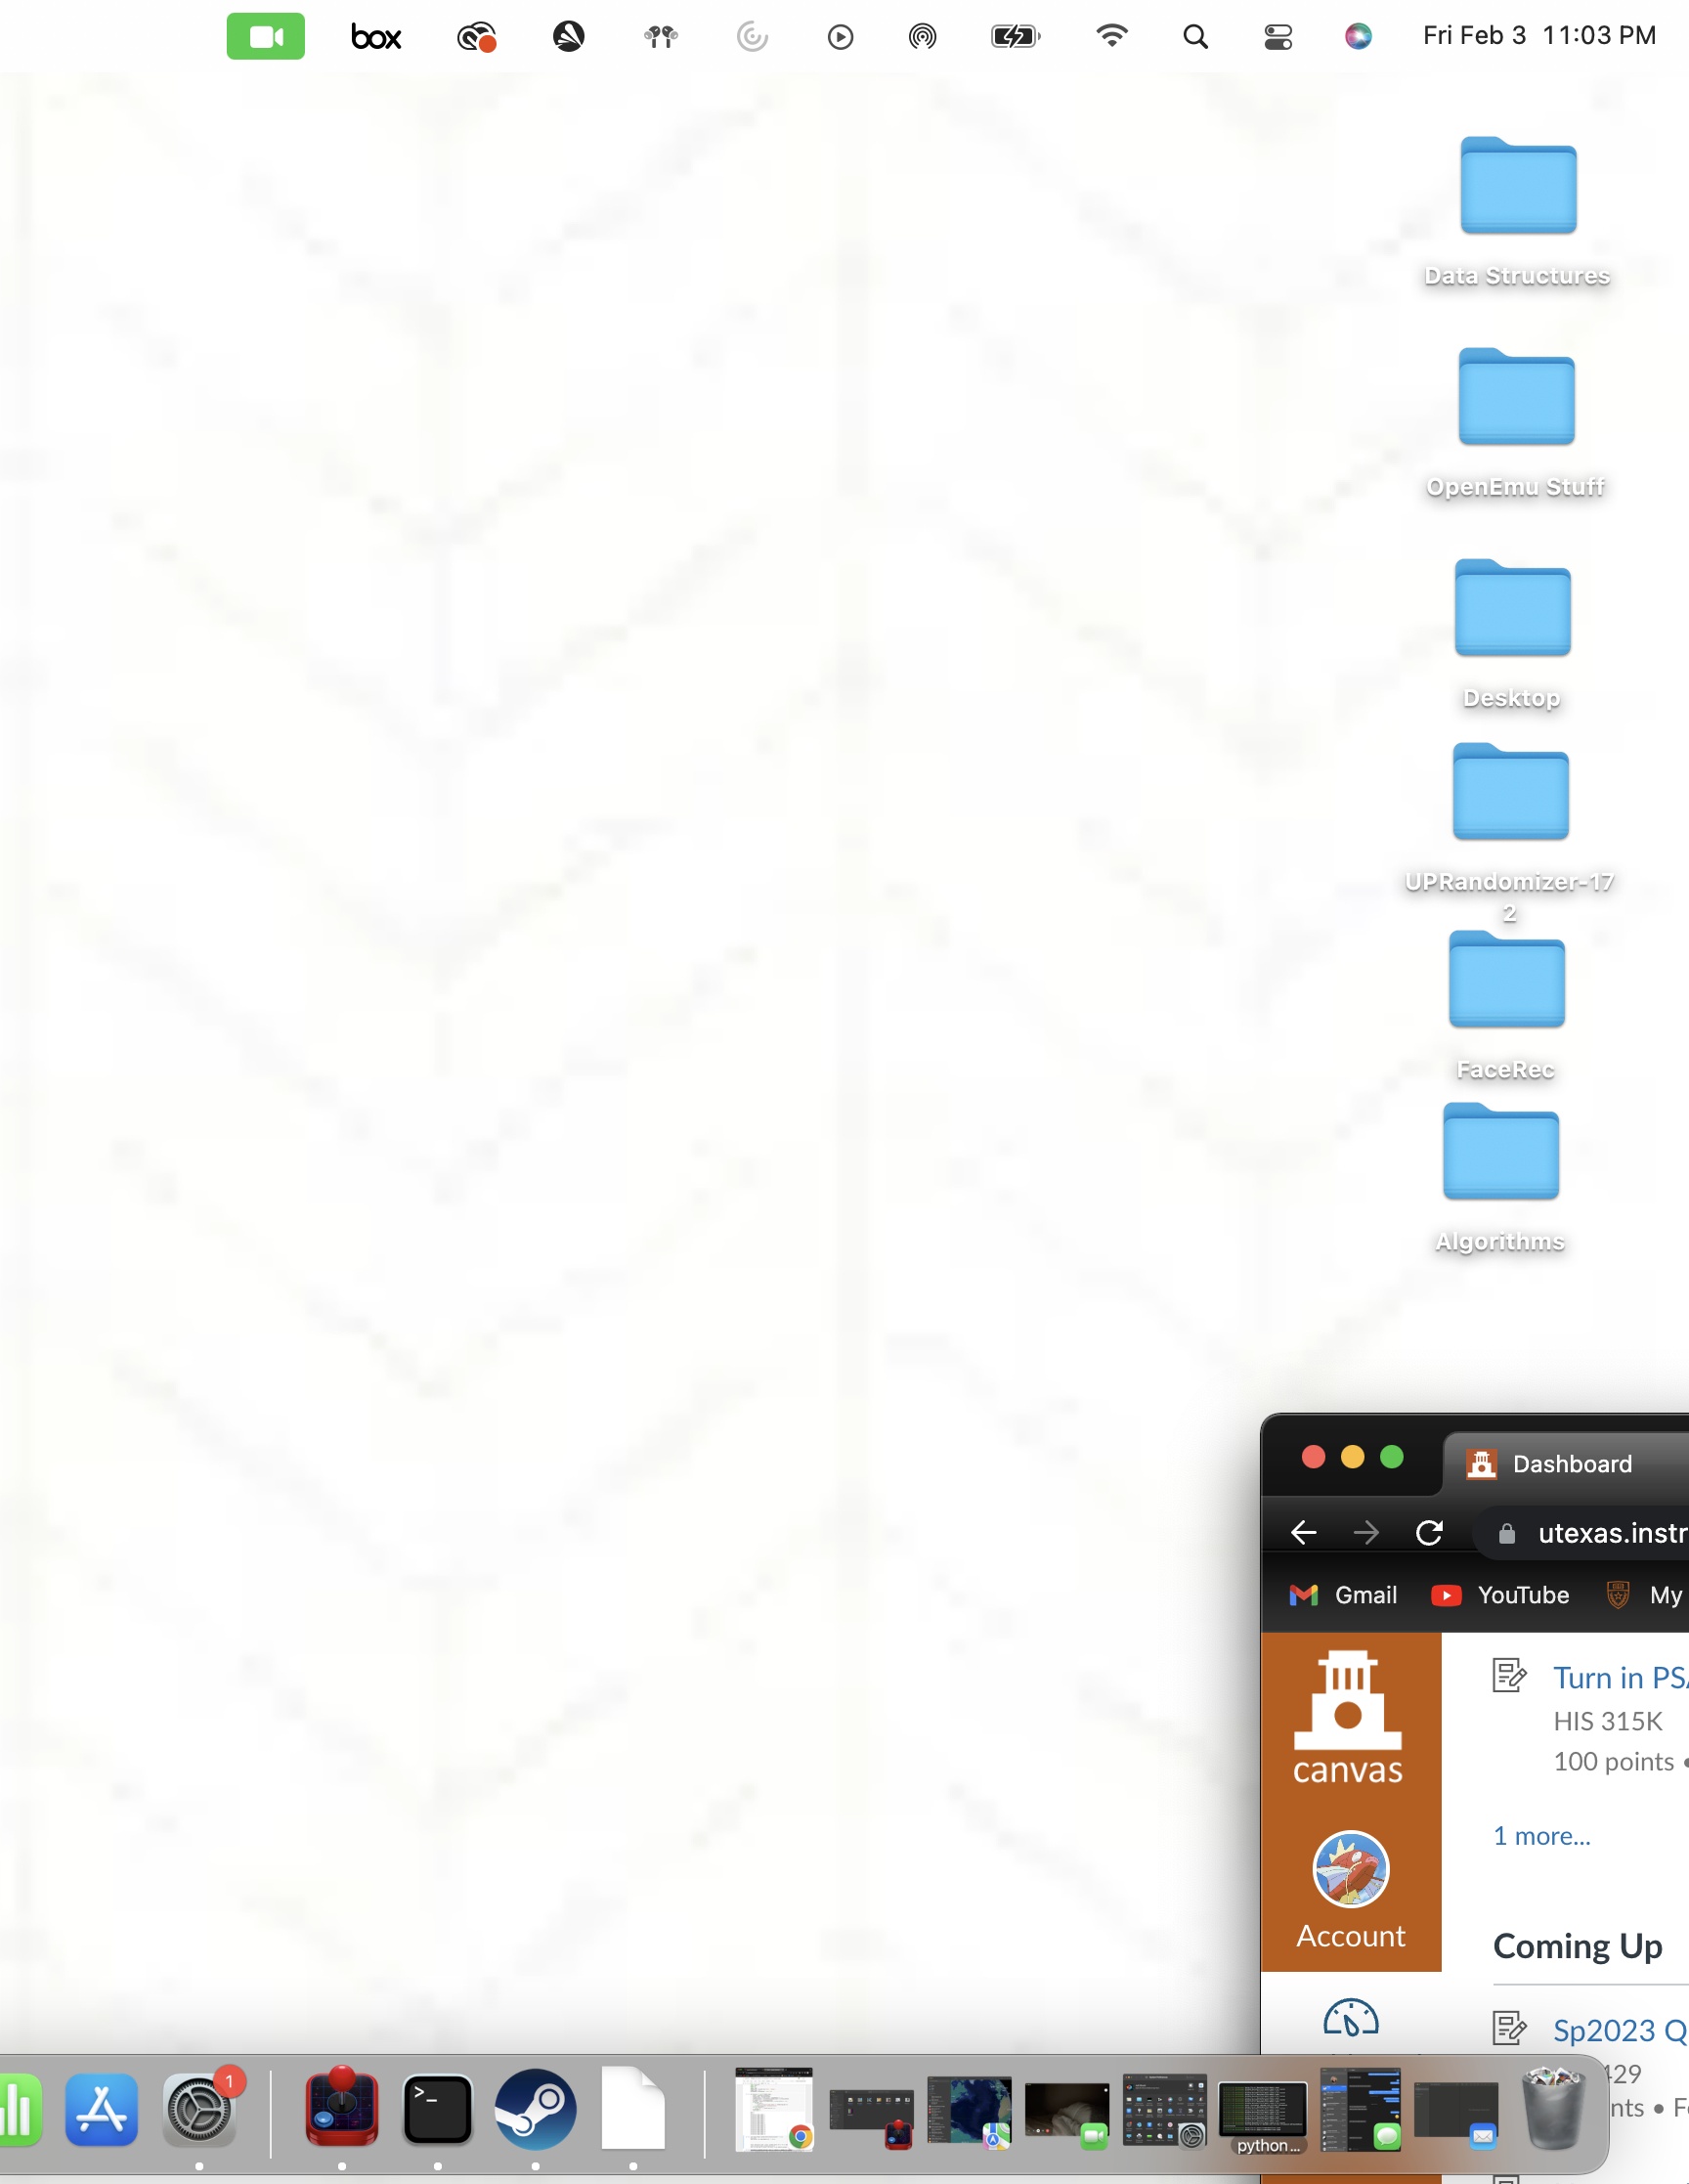 box
Fri Feb 3 11:03 PM
Data Structures
OpenEmu Stuff
Desktop
UPRandomizer-17
2
FaceRec
Algorithms
Dashboard
utexas.instr
Gmail YouTube My
canvas
Account
Turn in PS
HIS 315K
100 points •
1 more...
Coming Up
Sp2023 Q
429
nts • F
1
>_
python...